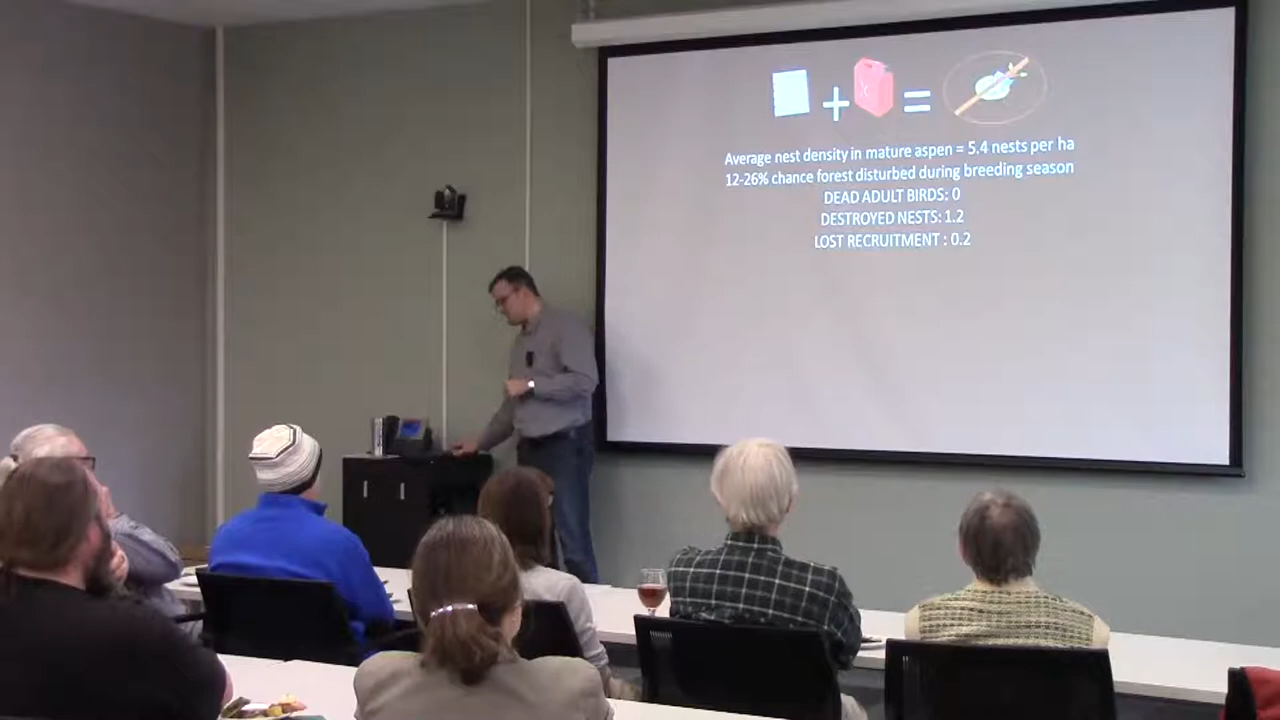 + =
Average nest density in mature aspen = 5.4 nests per ha
12-26% chance forest disturbed during breeding season
DEAD ADULT BIRDS: 0
DESTROYED NESTS: 1.2
LOST RECRUITMENT : 0.2